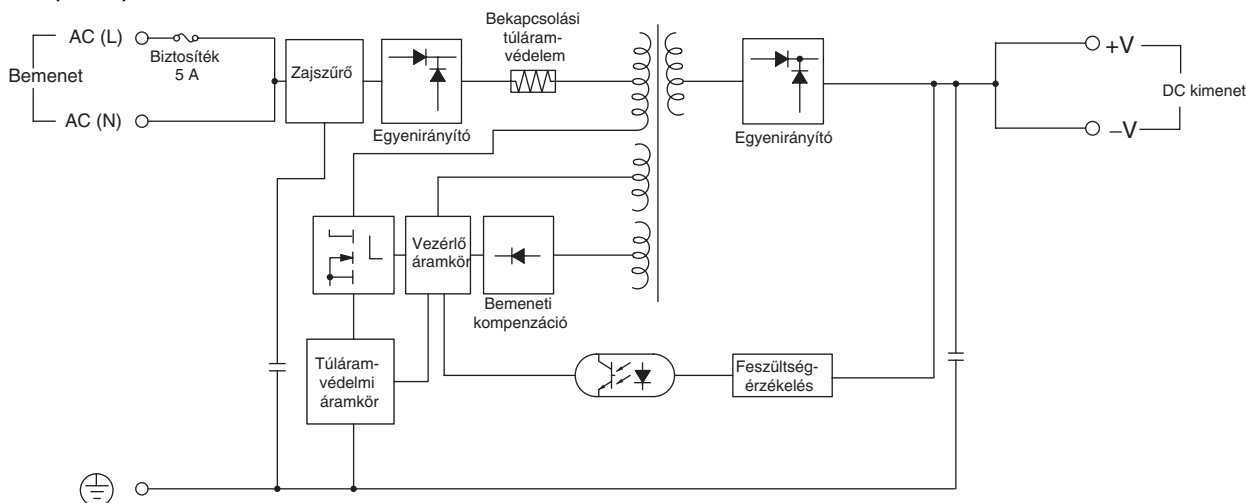 Bemenet
AC (L)
AC (N)
Biztosíték
5 A
Zajszűrő
Egyenirányító
Bekapcsolási
túláram-
védelem
Egyenirányító
+V
–V
DC kimenet
Vezérlő
áramkör
Bemeneti
kompenzáció
Túláram-
védelmi
áramkör
Feszültség-
érzékelés